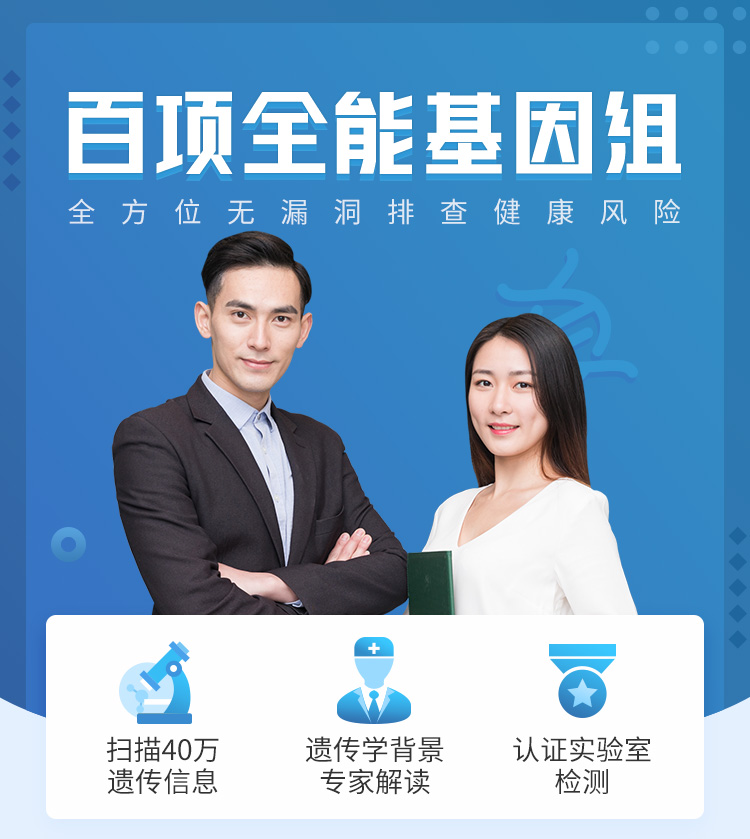 百项全能基因组
全方位无漏洞排查健康风险
扫描40万
遗传信息
遗传学背景
专家解读
认证实验室
检测